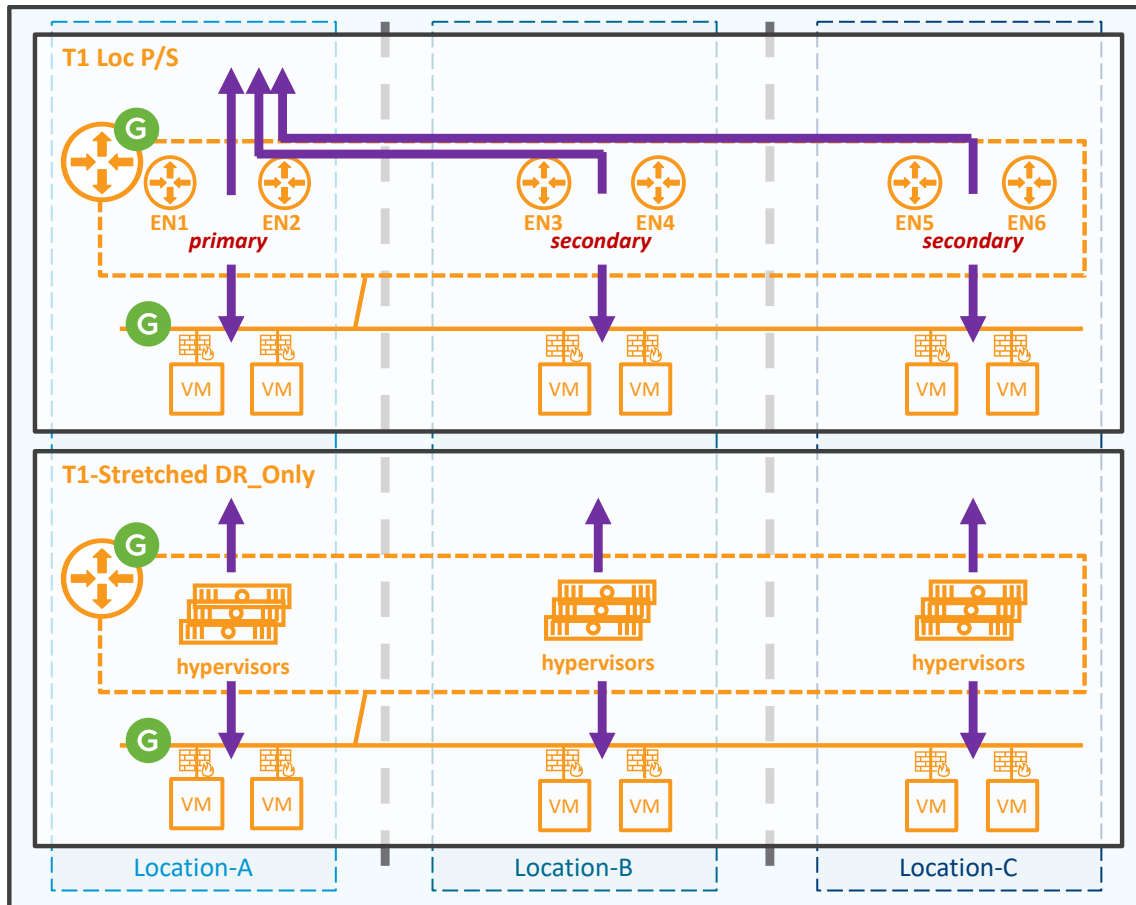 T1 Loc P/S
G
EN1 EN2 EN3 EN4 EN5 EN6
primary secondary secondary
G
VM VM VM VM VM VM
T1-Stretched DR_Only
G
hypervisors hypervisors hypervisors
G
VM VM VM VM VM VM
Location-A Location-B Location-C